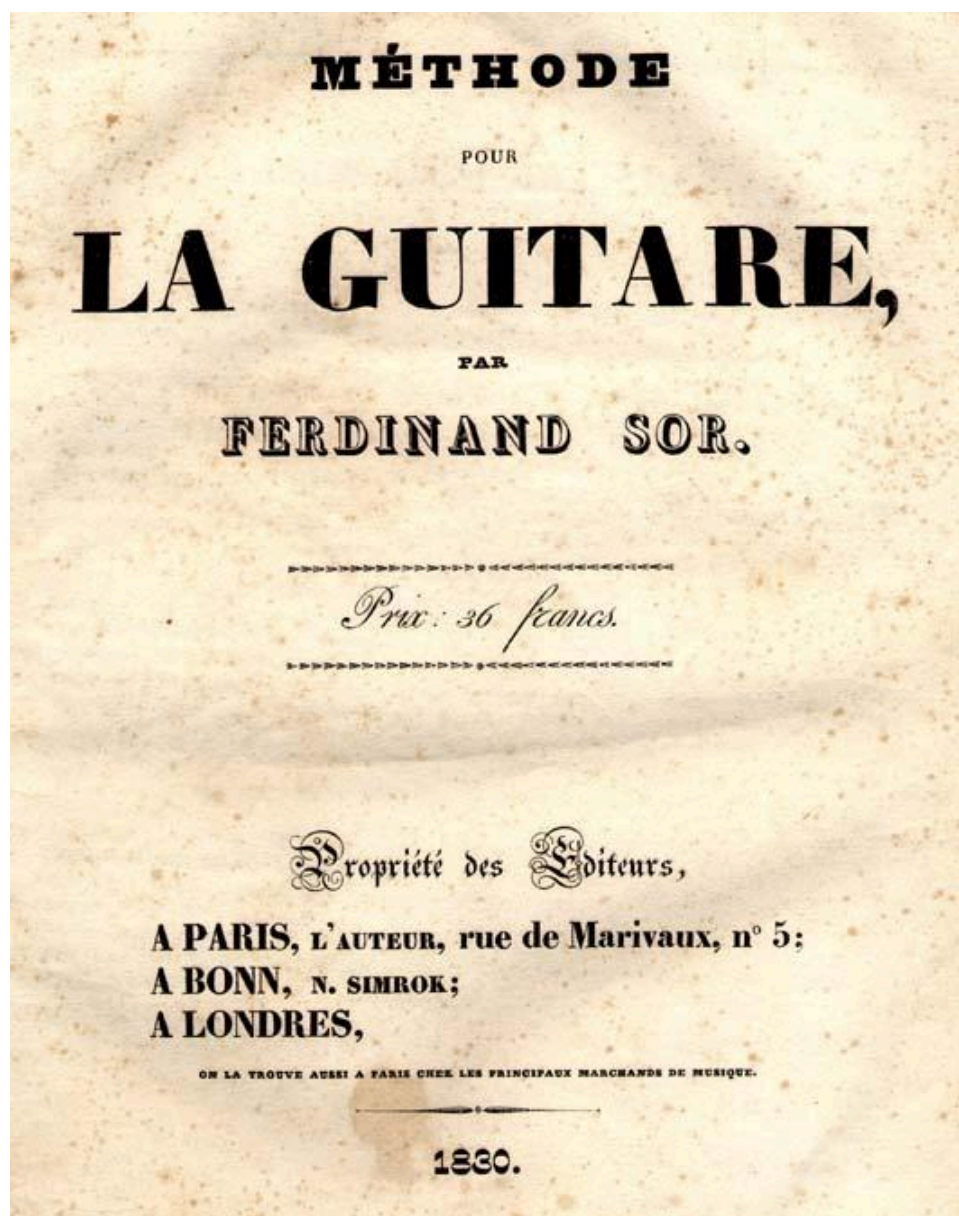 MÉTHODE
POUR
LA GUITARE,
PAR
FERDINAND SOR.
Prix: 36 francs.
Propriété des Editeurs,
A PARIS, L'AUTEUR, rue de Marivaux, nº 5;
A BONN, N. SIMROK;
A LONDRES,
ON LA TROUVE AUSSI A PARIS CHEZ LES PRINCIPAUX MARCHANDS DE MUSIQUE.
1830.